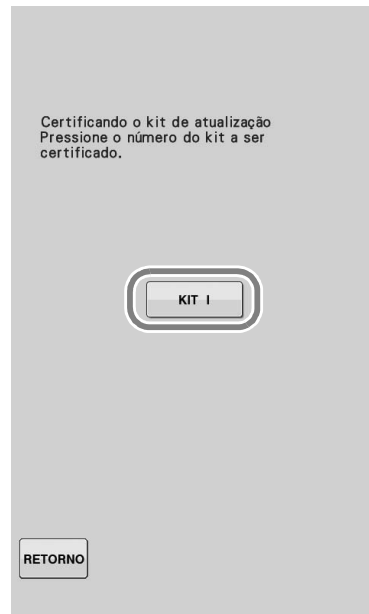 Certificando o kit de atualização
Pressione o número do kit a ser
certificado.
KIT I
RETORNO